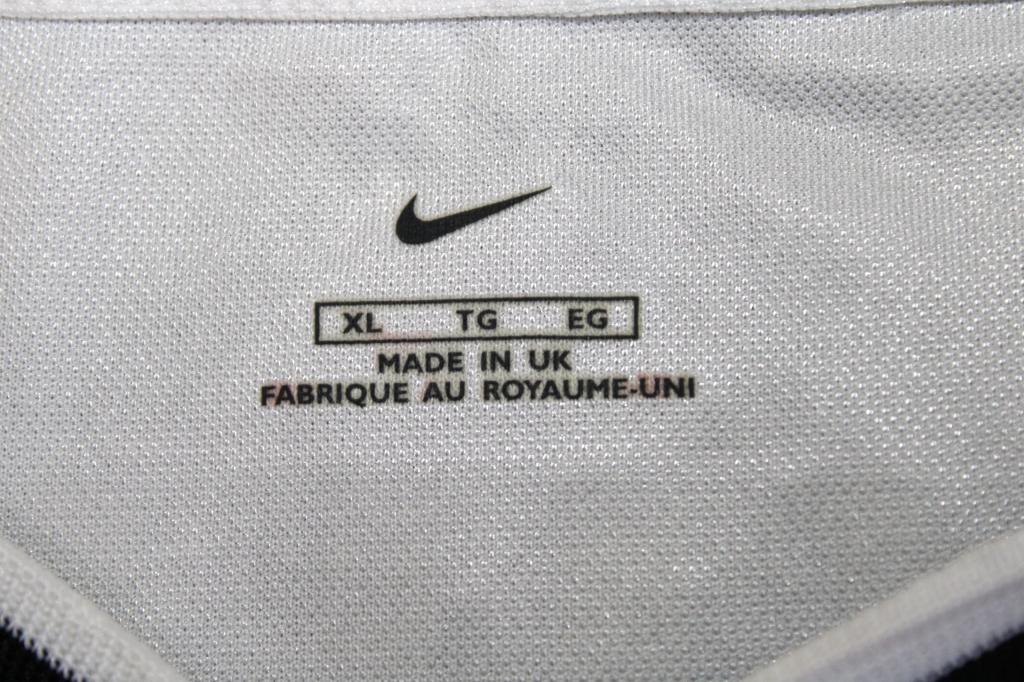 XL TG EG
MADE IN UK
FABRIQUE AU ROYAUME-UNI